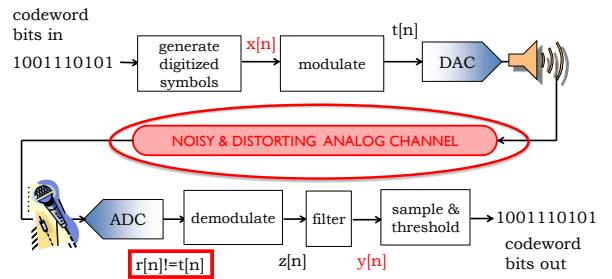 codeword
bits in
1001110101
generate
digitized
symbols
x[n]
modulate
t[n]
DAC
NOISY & DISTORTING ANALOG CHANNEL
ADC
demodulate
filter
sample &
threshold
1001110101
codeword
bits out
r[n]!=t[n]
z[n]
y[n]